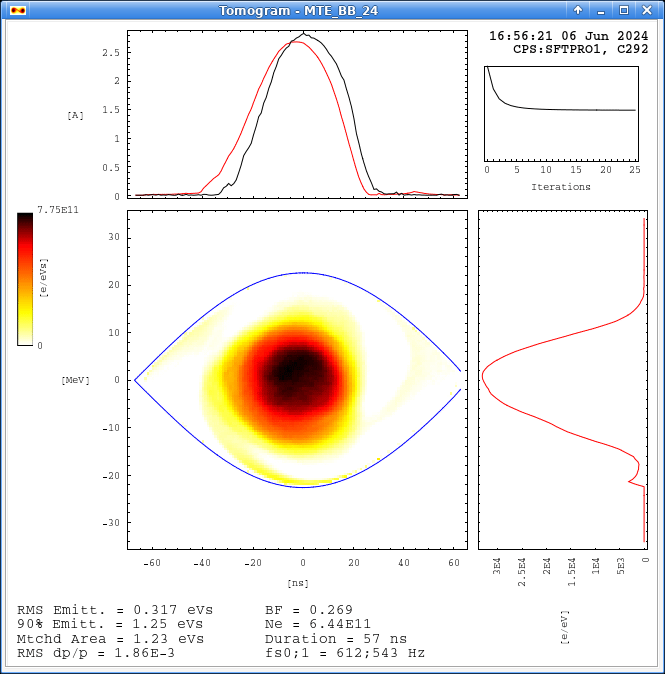 Tomogram - MTE_BB_24
16:56:21 06 Jun 2024
CPS:SFTPRO1, C292
2.5
2
[A]
1.5
1
0.5
0
0 5 10 15 20 25
Iterations
7.75E11
[e/eVs]
0
30
20
10
[MeV] 0
-10
-20
-30
-60 -40 -20 0 20 40 60
[ns]
3E4 2.5E4 2E4 1.5E4 1E4 5E3 0
[e/eV]
RMS Emitt. = 0.317 eVs BF = 0.269
90% Emitt. = 1.25 eVs Ne = 6.44E11
Mtchd Area = 1.23 eVs Duration = 57 ns
RMS dp/p = 1.86E-3 fs0;1 = 612;543 Hz